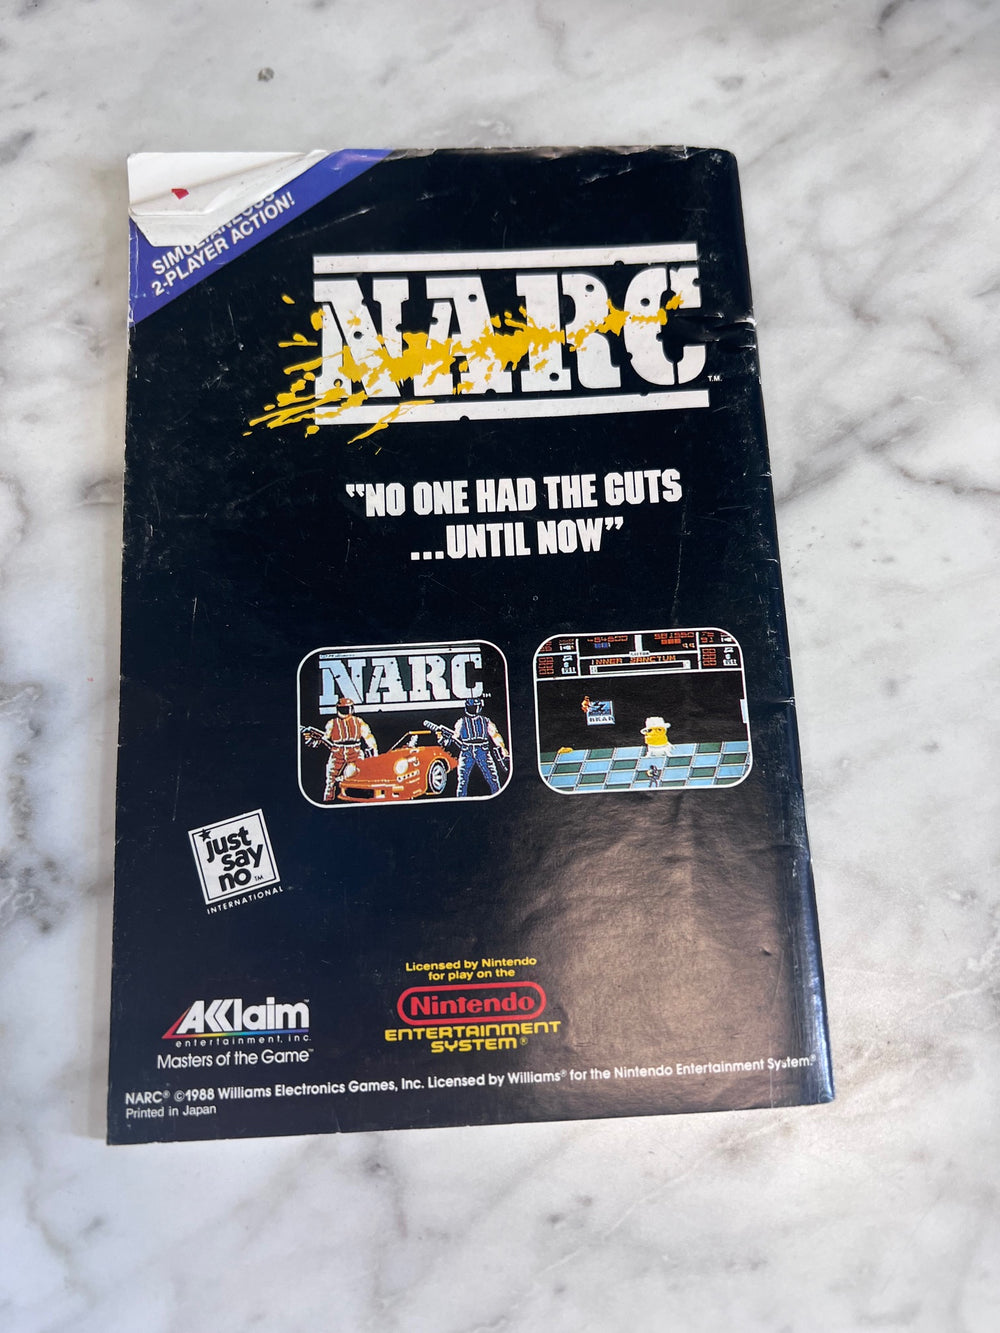 SIMULTANEOUS
2-PLAYER ACTION!
NARC
T.M.
"NO ONE HAD THE GUTS
...UNTIL NOW"
NARC
INNER SANCTUM
just
say
no TM
INTERNATIONAL
Licensed by Nintendo
for play on the
Nintendo
ENTERTAINMENT
SYSTEM®
AKKlaim™
entertainment, inc.
Masters of the Game™
NARC® ©1988 Williams Electronics Games, Inc. Licensed by Williams® for the Nintendo Entertainment System.®
Printed in Japan